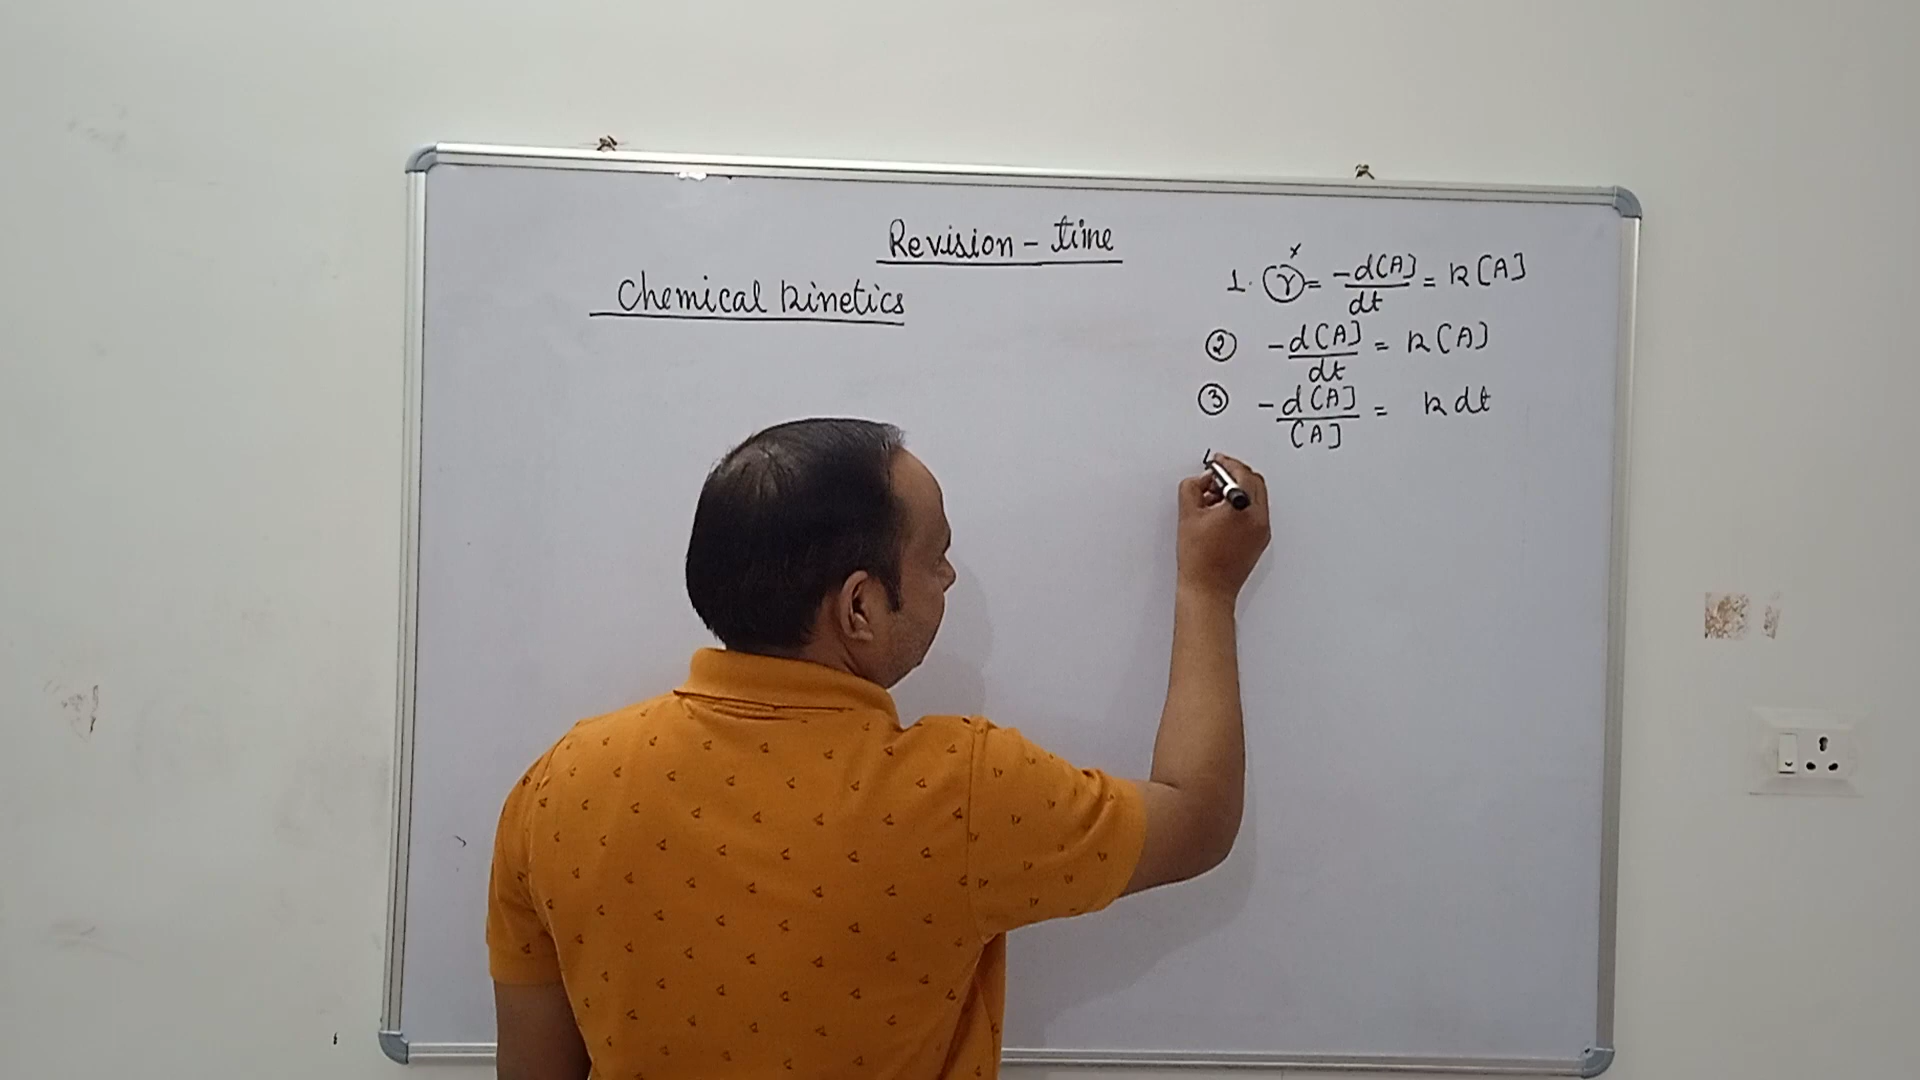 Revision - time
Chemical Kinetics
1. r = -d[A]/dt = k[A]
② -d[A]/dt = k[A]
③ -d[A]/[A] = k dt